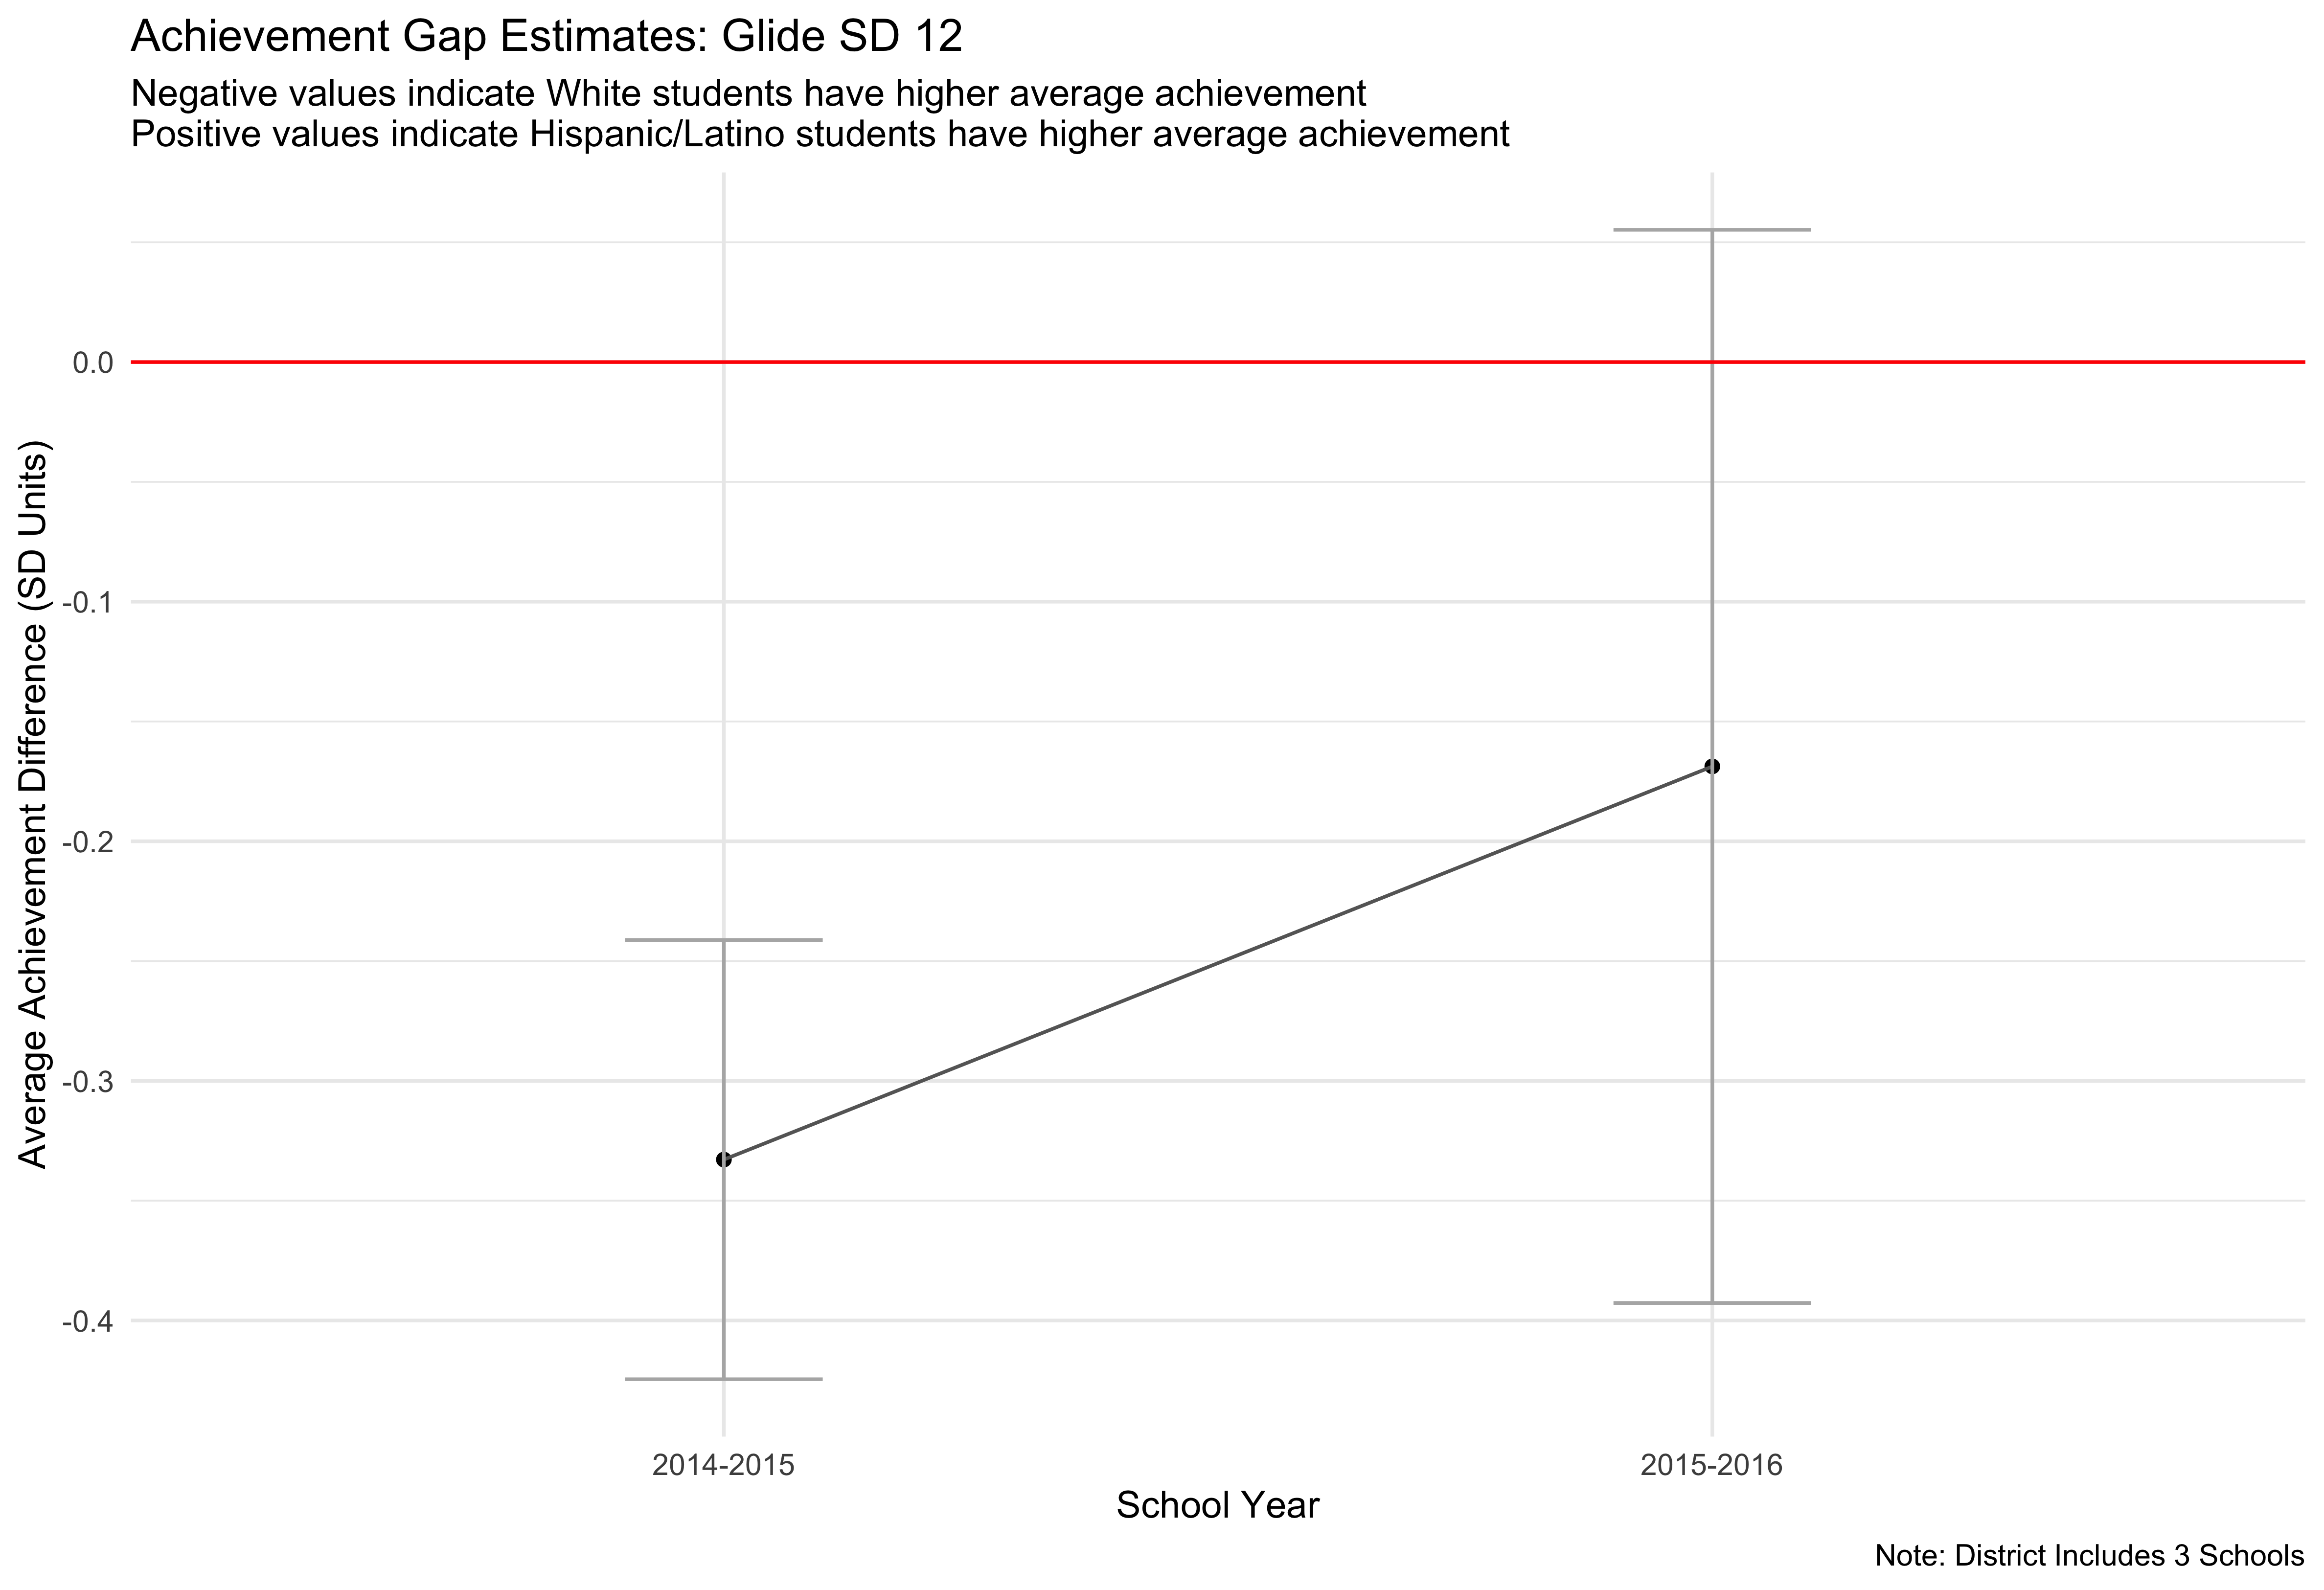 Achievement Gap Estimates: Glide SD 12
Negative values indicate White students have higher average achievement
Positive values indicate Hispanic/Latino students have higher average achievement
Average Achievement Difference (SD Units)
0.0
-0.1
-0.2
-0.3
-0.4
2014-2015
2015-2016
School Year
Note: District Includes 3 Schools